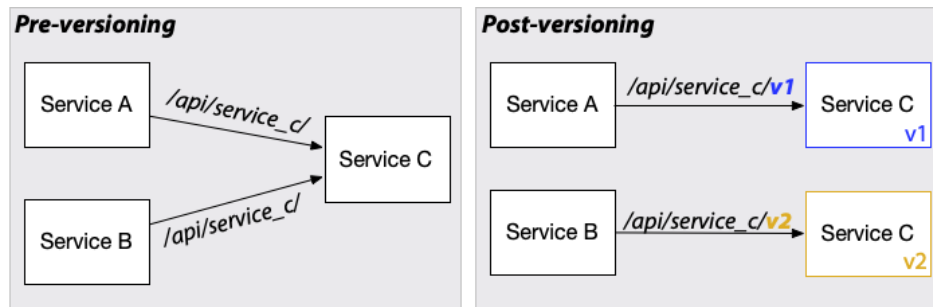 Pre-versioning
Service A
/api/service_c/
Service C
Service B
/api/service_c/
Post-versioning
Service A
/api/service_c/v1
Service C
v1
Service B
/api/service_c/v2
Service C
v2